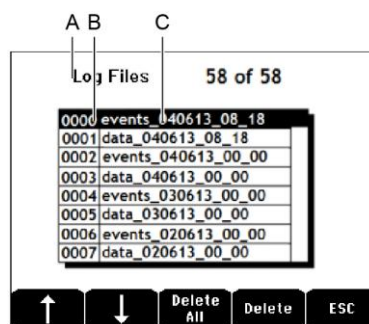 A B C
Log Files 58 of 58
0000 events_040613_08_18
0001 data_040613_08_18
0002 events_040613_00_00
0003 data_040613_00_00
0004 events_030613_00_00
0005 data_030613_00_00
0006 events_020613_00_00
0007 data_020613_00_00
↑ ↓ Delete All Delete ESC